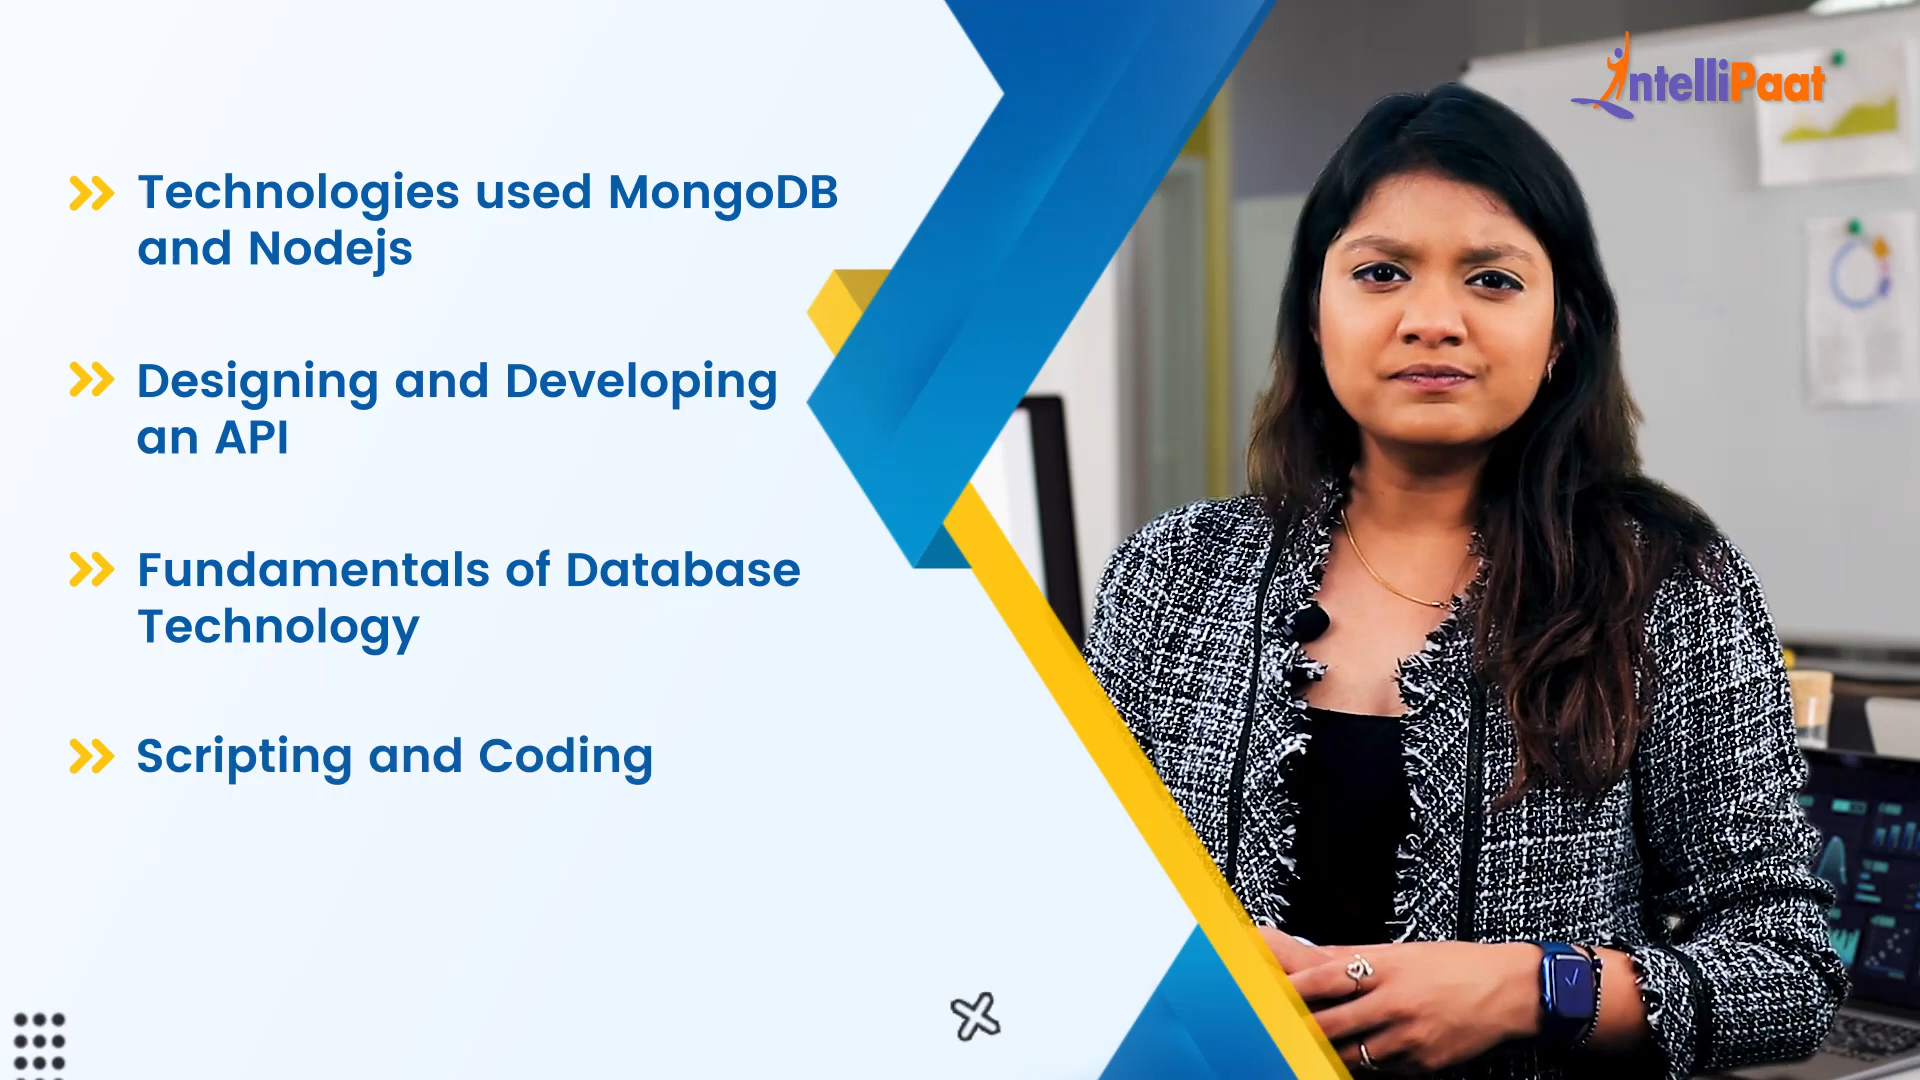 IntelliPaat
Technologies used MongoDB
and Nodejs
Designing and Developing
an API
Fundamentals of Database
Technology
Scripting and Coding